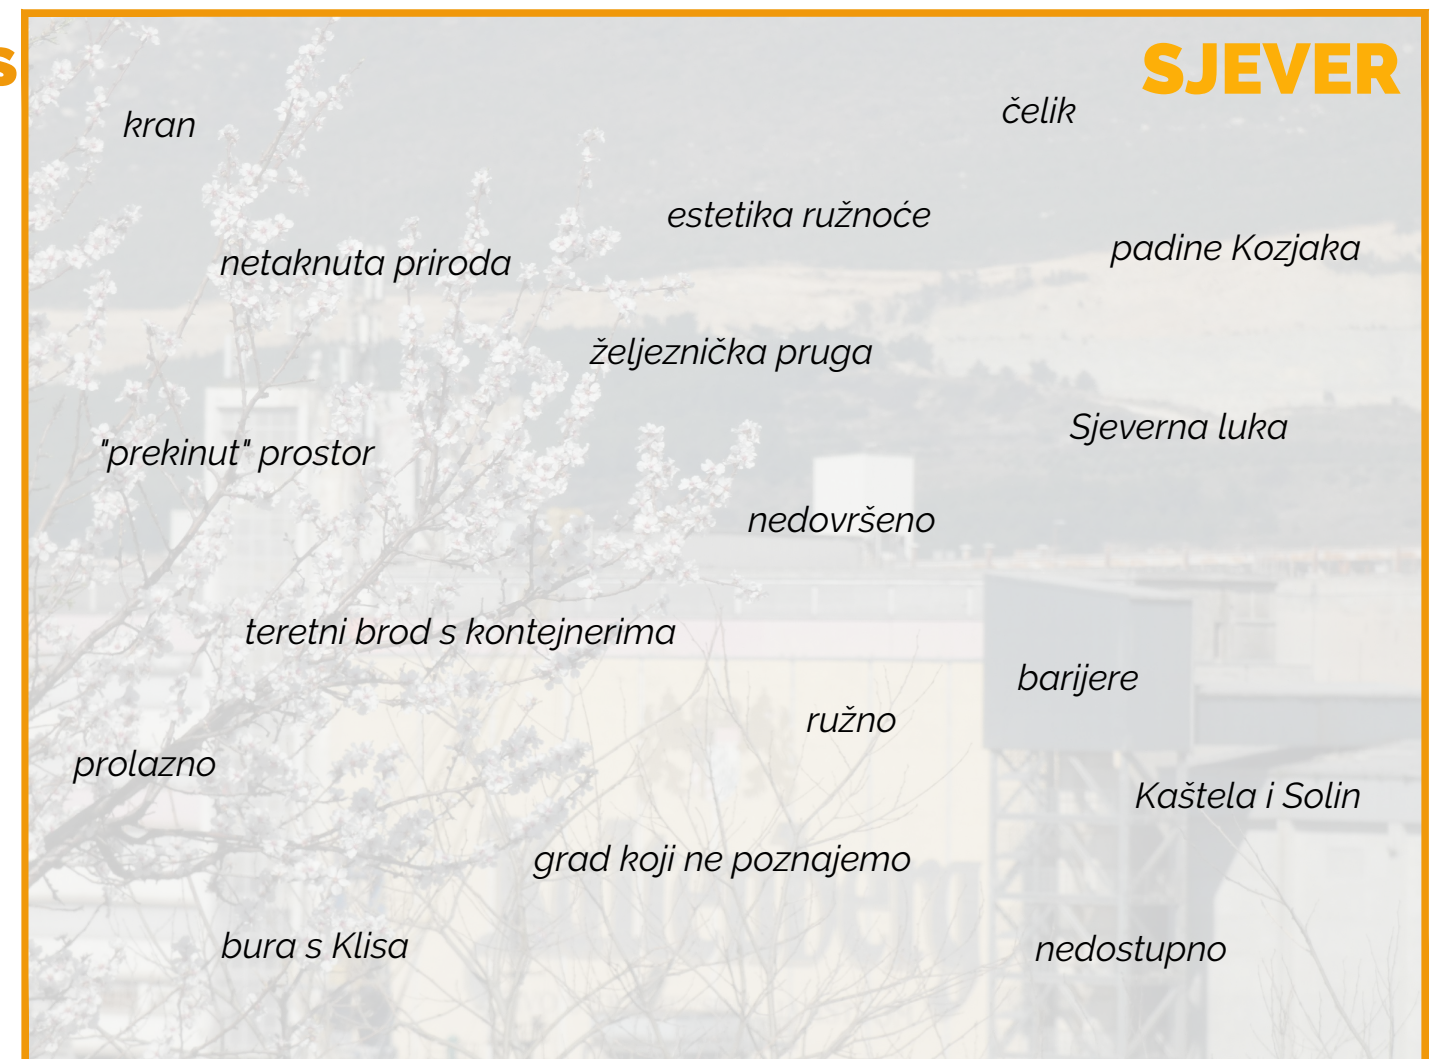 s
SJEVER
kran
čelik
estetika ružnoće
padine Kozjaka
netaknuta priroda
željeznička pruga
Sjeverna luka
"prekinut" prostor
nedovršeno
teretni brod s kontejnerima
barijere
ružno
prolazno
Kaštela i Solin
grad koji ne poznajemo
bura s Klisa
nedostupno